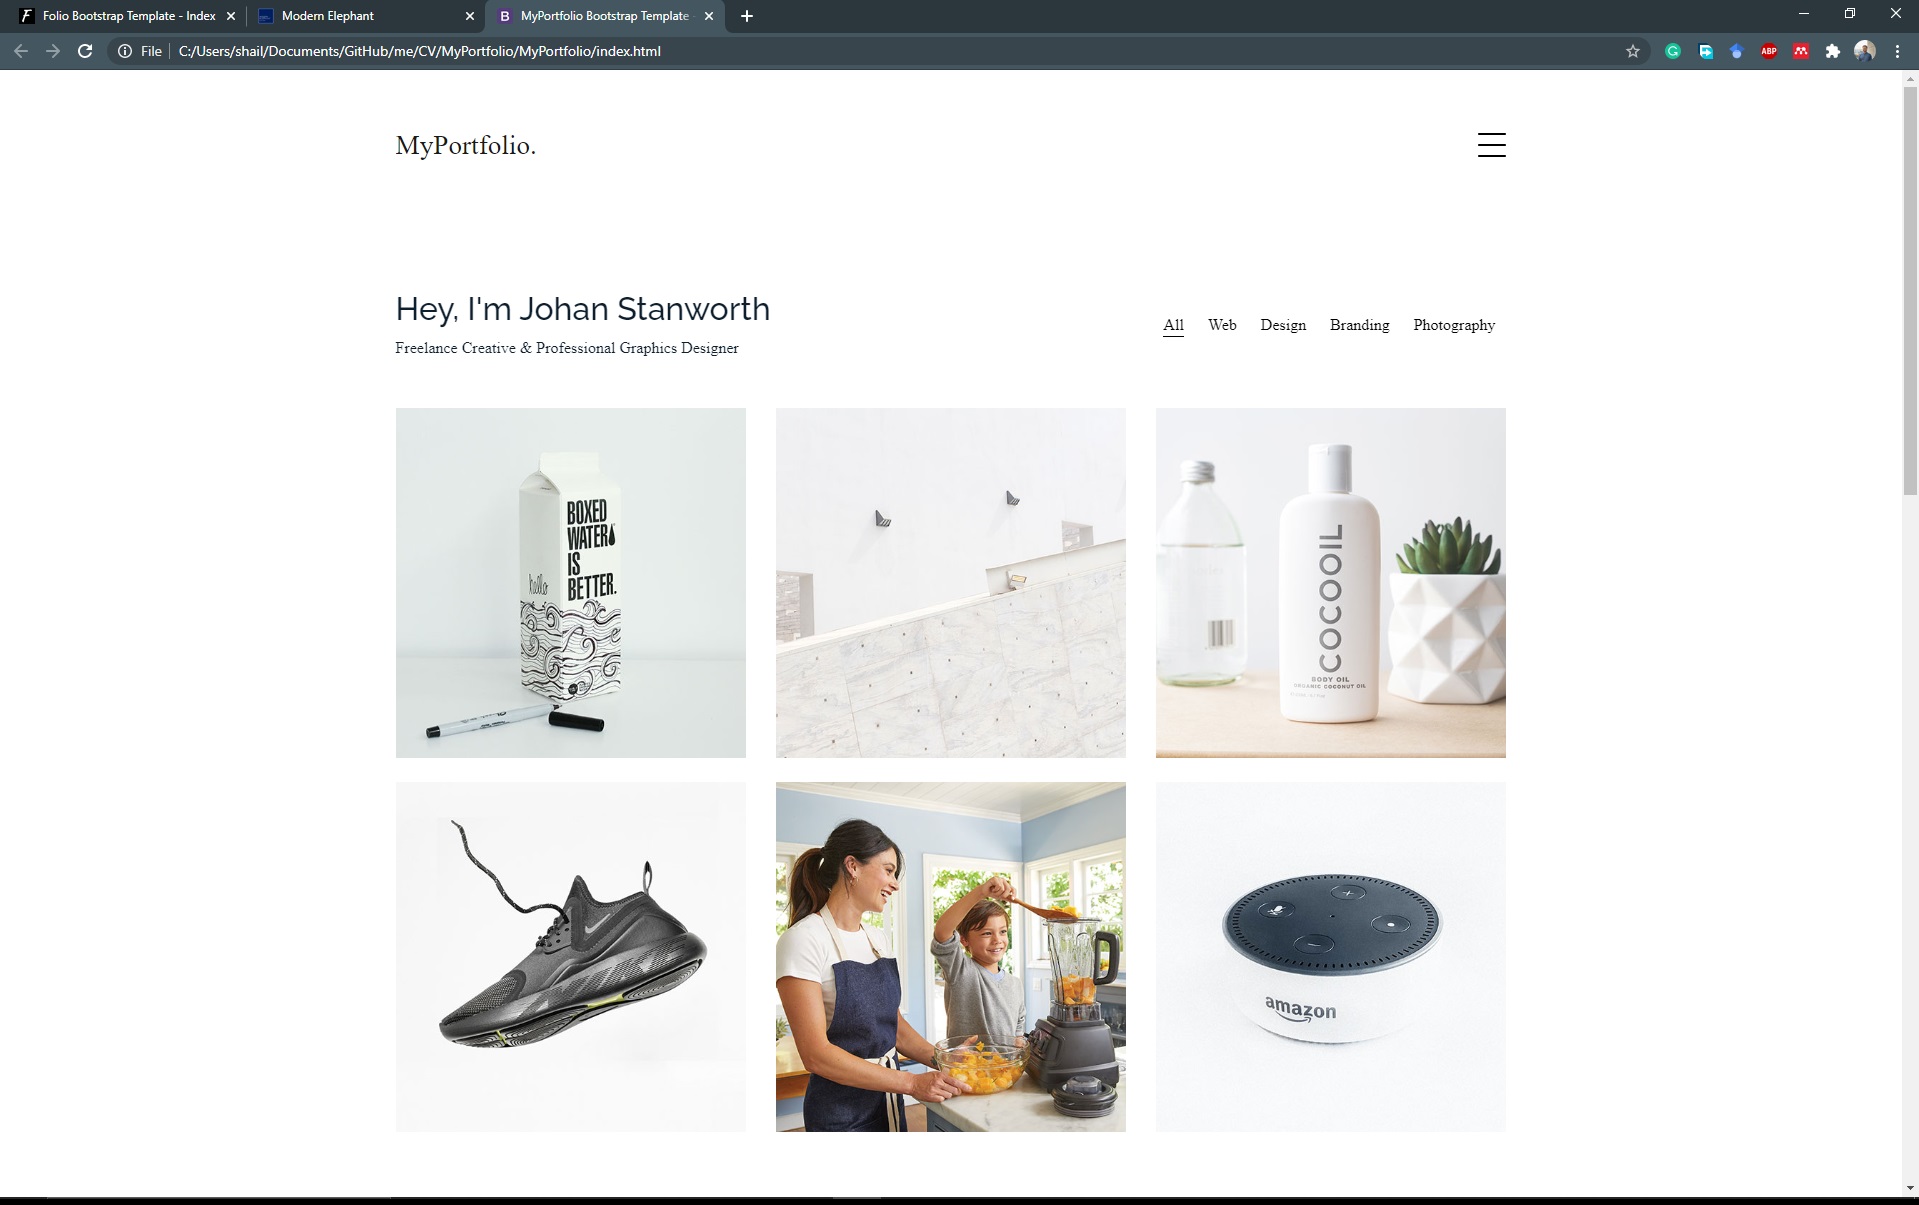 Folio Bootstrap Template - Index
Modern Elephant
MyPortfolio Bootstrap Template -
File
C:/Users/shail/Documents/GitHub/me/CV/MyPortfolio/MyPortfolio/index.html
ABP
MyPortfolio.
Hey, I'm Johan Stanworth
Freelance Creative & Professional Graphics Designer
All Web Design Branding Photography
BOXED
WATER
IS
BETTER.
hello
COCOOIL
BODY OIL
ORGANIC COCONUT OIL
amazon